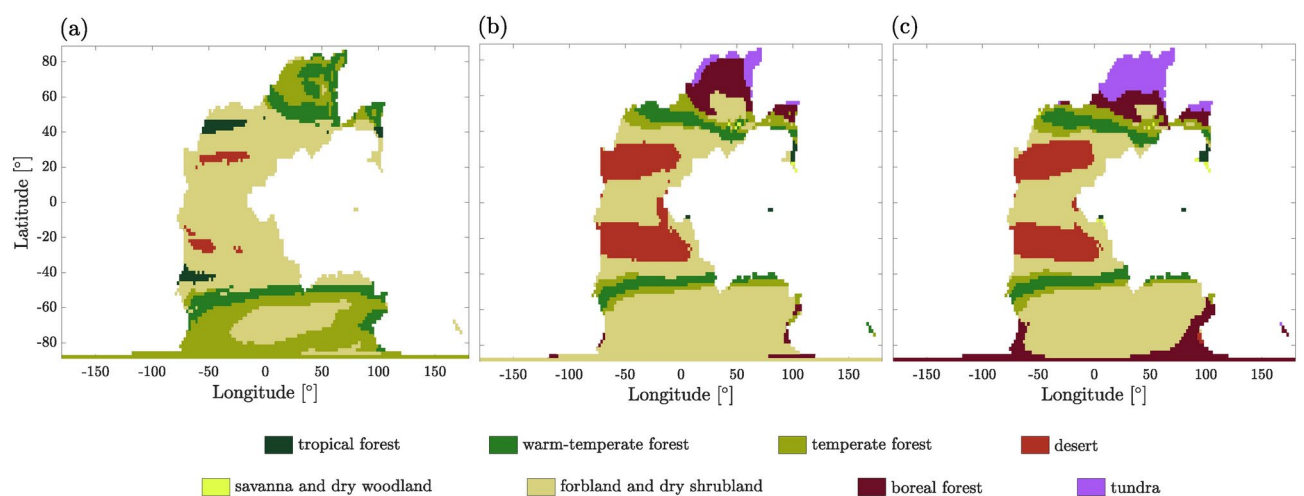 (a)
(b)
(c)
Latitude [°]
80
60
40
20
0
-20
-40
-60
-80
-150 -100 -50 0 50 100 150
-150 -100 -50 0 50 100 150
-150 -100 -50 0 50 100 150
Longitude [°]
Longitude [°]
Longitude [°]
tropical forest
warm-temperate forest
temperate forest
desert
savanna and dry woodland
forbland and dry shrubland
boreal forest
tundra